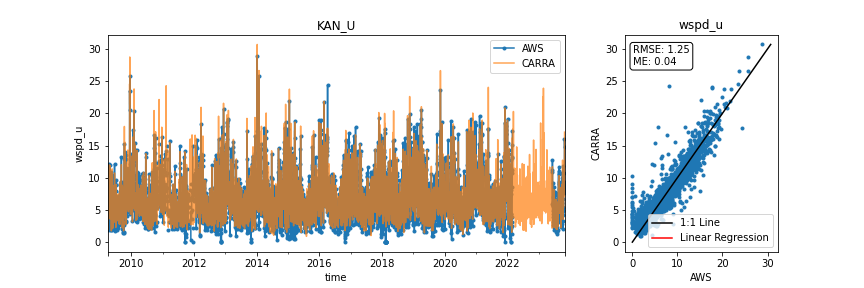 KAN_U
wspd_u
30
25
20
15
10
5
0
2010
2012
2014
2016
2018
2020
2022
time
AWS
CARRA
wspd_u
CARRA
30
25
20
15
10
5
0
0
10
20
30
AWS
RMSE: 1.25
ME: 0.04
1:1 Line
Linear Regression